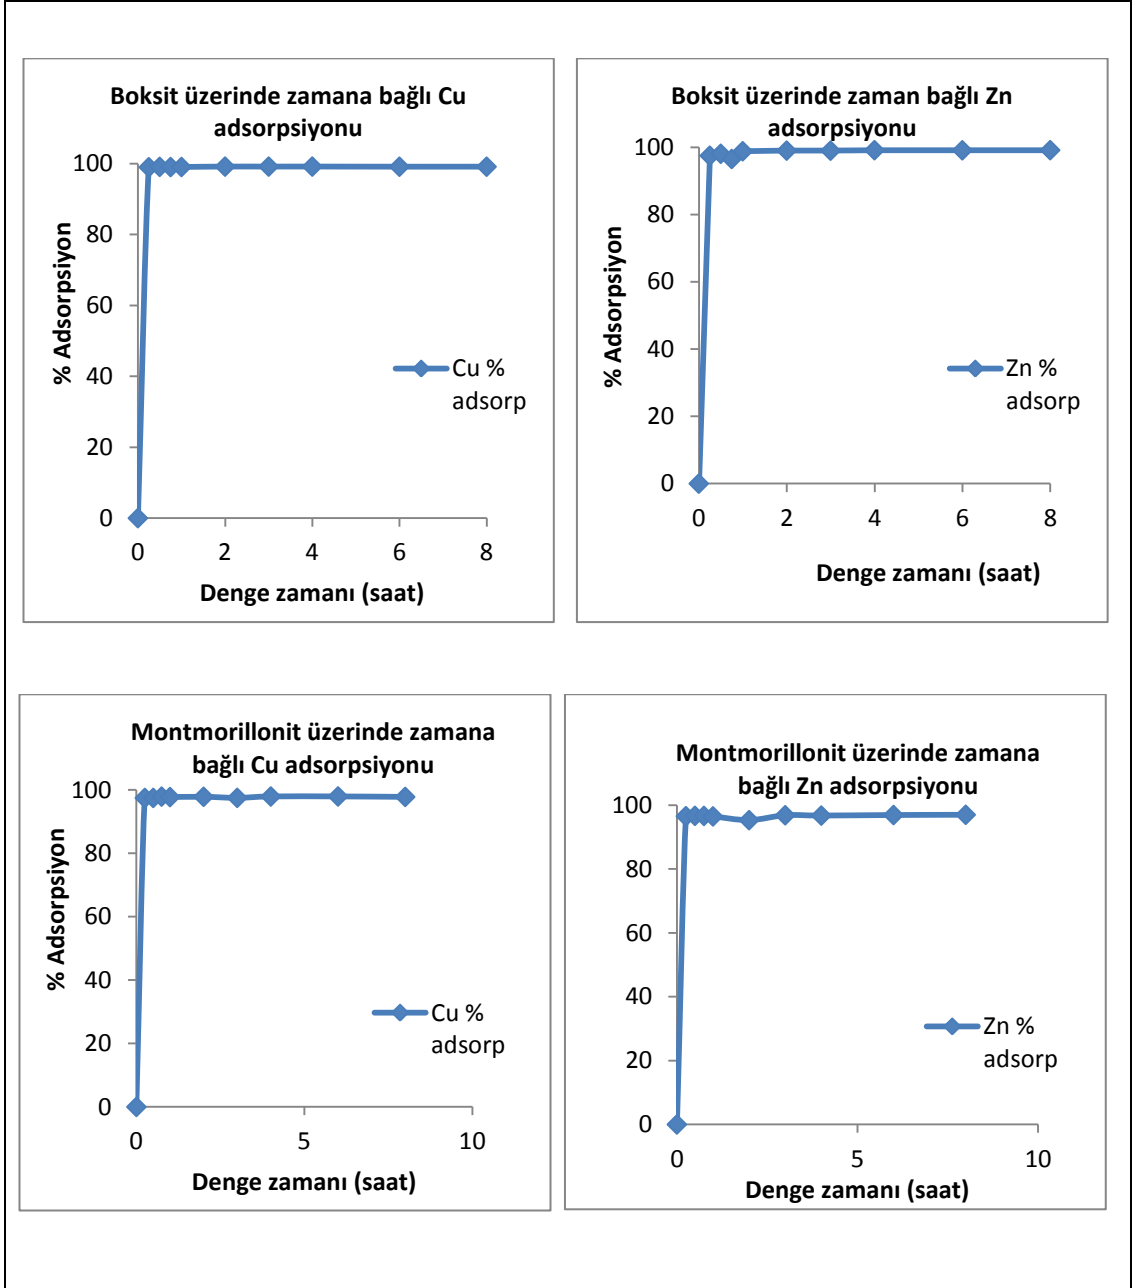 Boksit üzerinde zamana bağlı Cu
adsorpsiyonu
100
80
60
40
20
0
% Adsorpsiyon
Cu %
adsorp
0 2 4 6 8
Denge zamanı (saat)
Boksit üzerinde zaman bağlı Zn
adsorpsiyonu
100
80
60
40
20
0
% Adsorpsiyon
Zn %
adsorp
0 2 4 6 8
Denge zamanı (saat)
Montmorillonit üzerinde zamana
bağlı Cu adsorpsiyonu
100
80
60
40
20
0
% Adsorpsiyon
Cu %
adsorp
0 5 10
Denge zamanı (saat)
Montmorillonit üzerinde zamana
bağlı Zn adsorpsiyonu
100
80
60
40
20
0
Zn %
adsorp
0 5 10
Denge zamanı (saat)